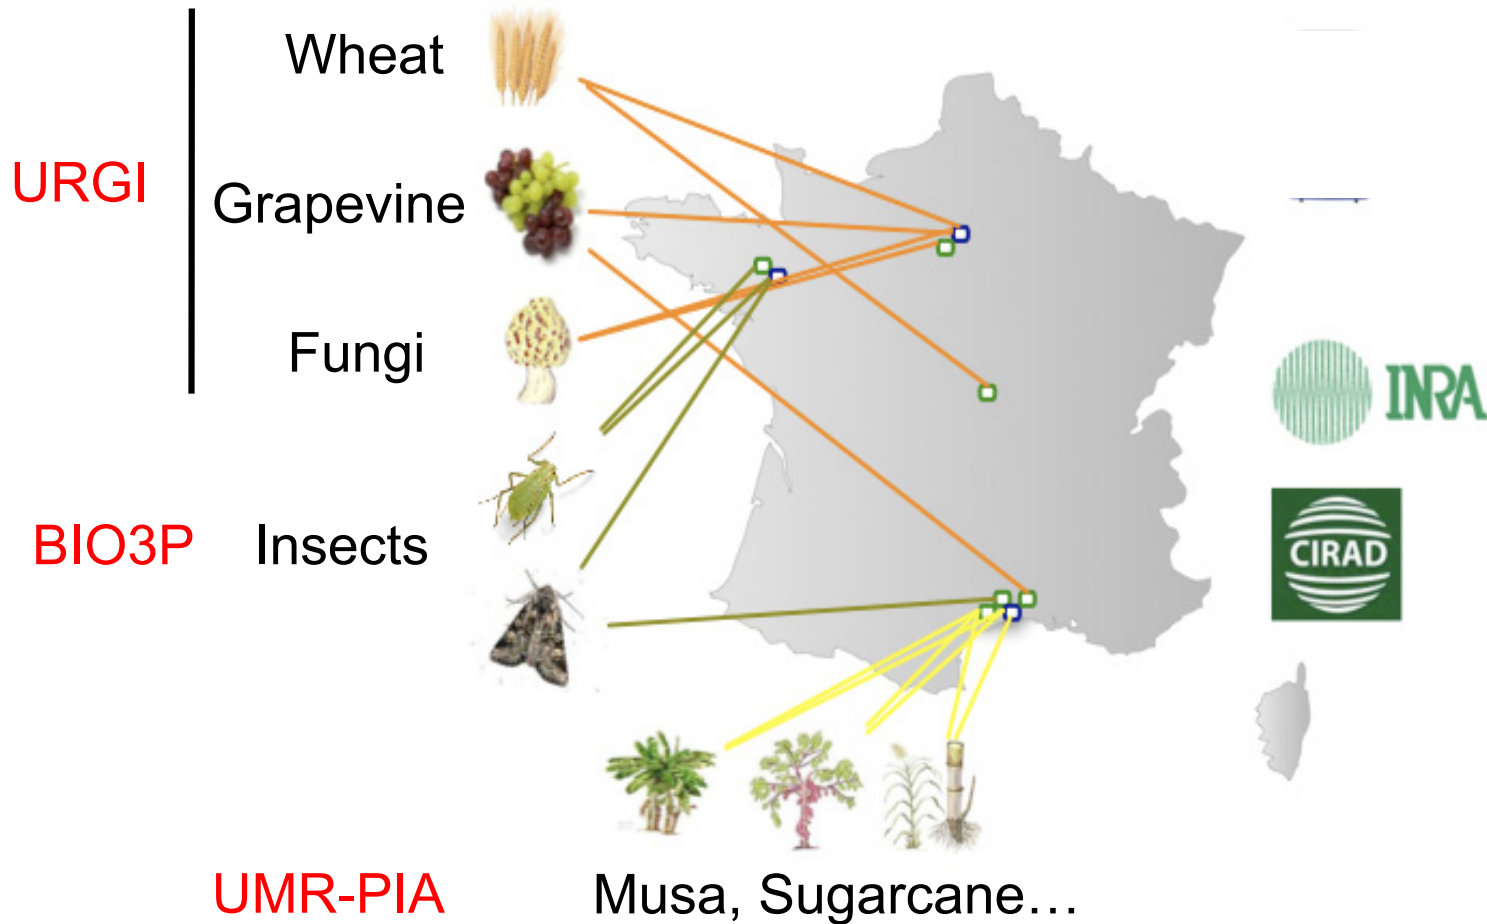 Wheat
URGI
Grapevine
Fungi
INRA
BIO3P
Insects
CIRAD
UMR-PIA
Musa, Sugarcane…